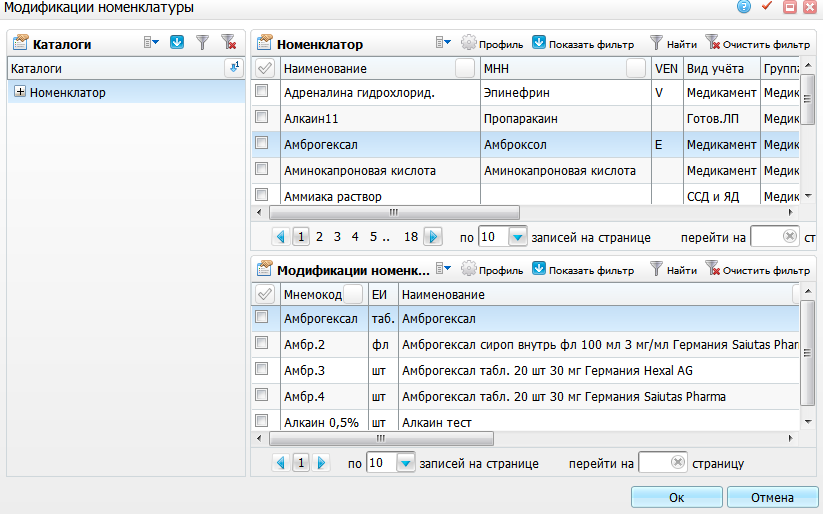 Модификации номенклатуры
Каталоги
Каталоги
Номенклатор
Номенклатор Профиль Показать фильтр Найти Очистить фильтр
Наименование МНН VEN Вид учёта Группа
Адреналина гидрохлорид. Эпинефрин V Медикамент Медик
Алкаин11 Пропаракаин Готов.ЛП Медик
Амброгексал Амброксол E Медикамент Медик
Аминокапроновая кислота Аминокапроновая кислота Медикамент Медик
Аммиака раствор ССД и ЯД Медик
1 2 3 4 5 .. 18 по 10 записей на странице перейти на ст
Модификации номенк... Профиль Показать фильтр Найти Очистить фильтр
Мнемокод ЕИ Наименование
Амброгексал таб. Амброгексал
Амбр.2 фл Амброгексал сироп внутрь фл 100 мл 3 мг/мл Германия Saiutas Phar
Амбр.3 шт Амброгексал табл. 20 шт 30 мг Германия Hexal AG
Амбр.4 шт Амброгексал табл. 20 шт 30 мг Германия Saiutas Pharma
Алкаин 0,5% шт Алкаин тест
1 по 10 записей на странице перейти на страницу
Ок Отмена